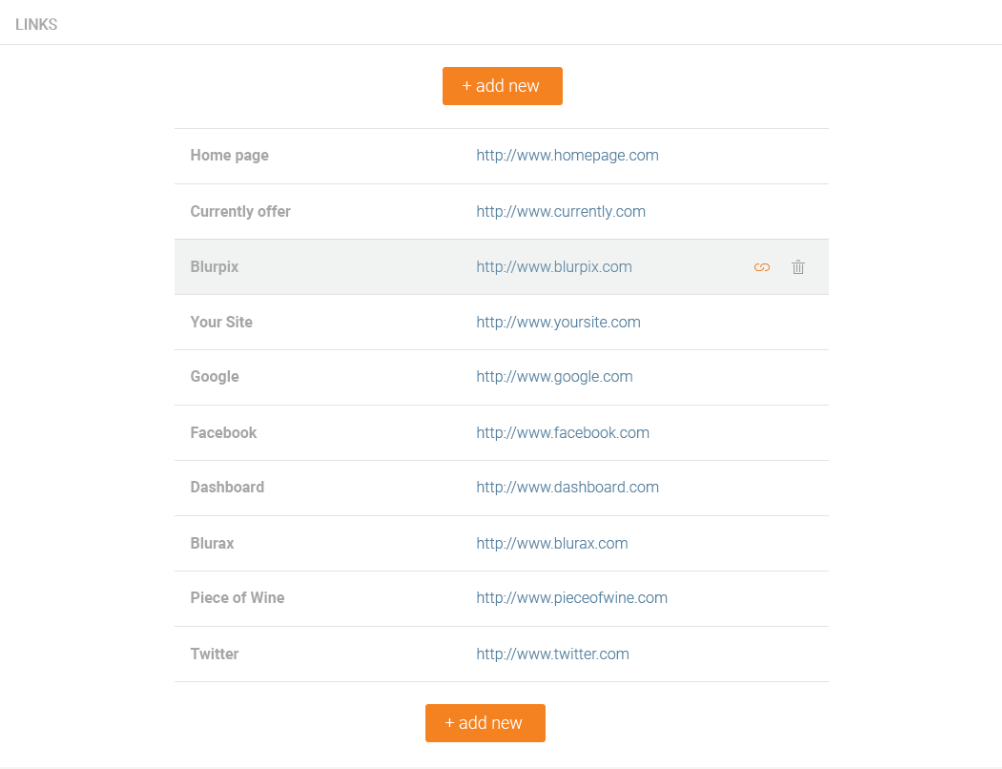 LINKS
+ add new
Home page http://www.homepage.com
Currently offer http://www.currently.com
Blurpix http://www.blurpix.com
Your Site http://www.yoursite.com
Google http://www.google.com
Facebook http://www.facebook.com
Dashboard http://www.dashboard.com
Blurax http://www.blurax.com
Piece of Wine http://www.pieceofwine.com
Twitter http://www.twitter.com
+ add new